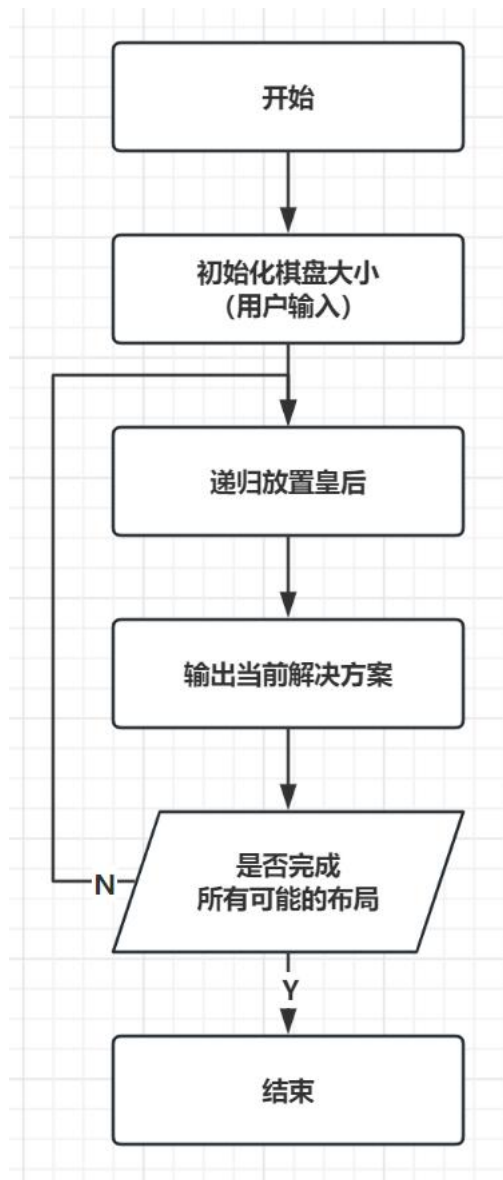 开始
初始化棋盘大小
（用户输入）
递归放置皇后
输出当前解决方案
是否完成
所有可能的布局
N
Y
结束